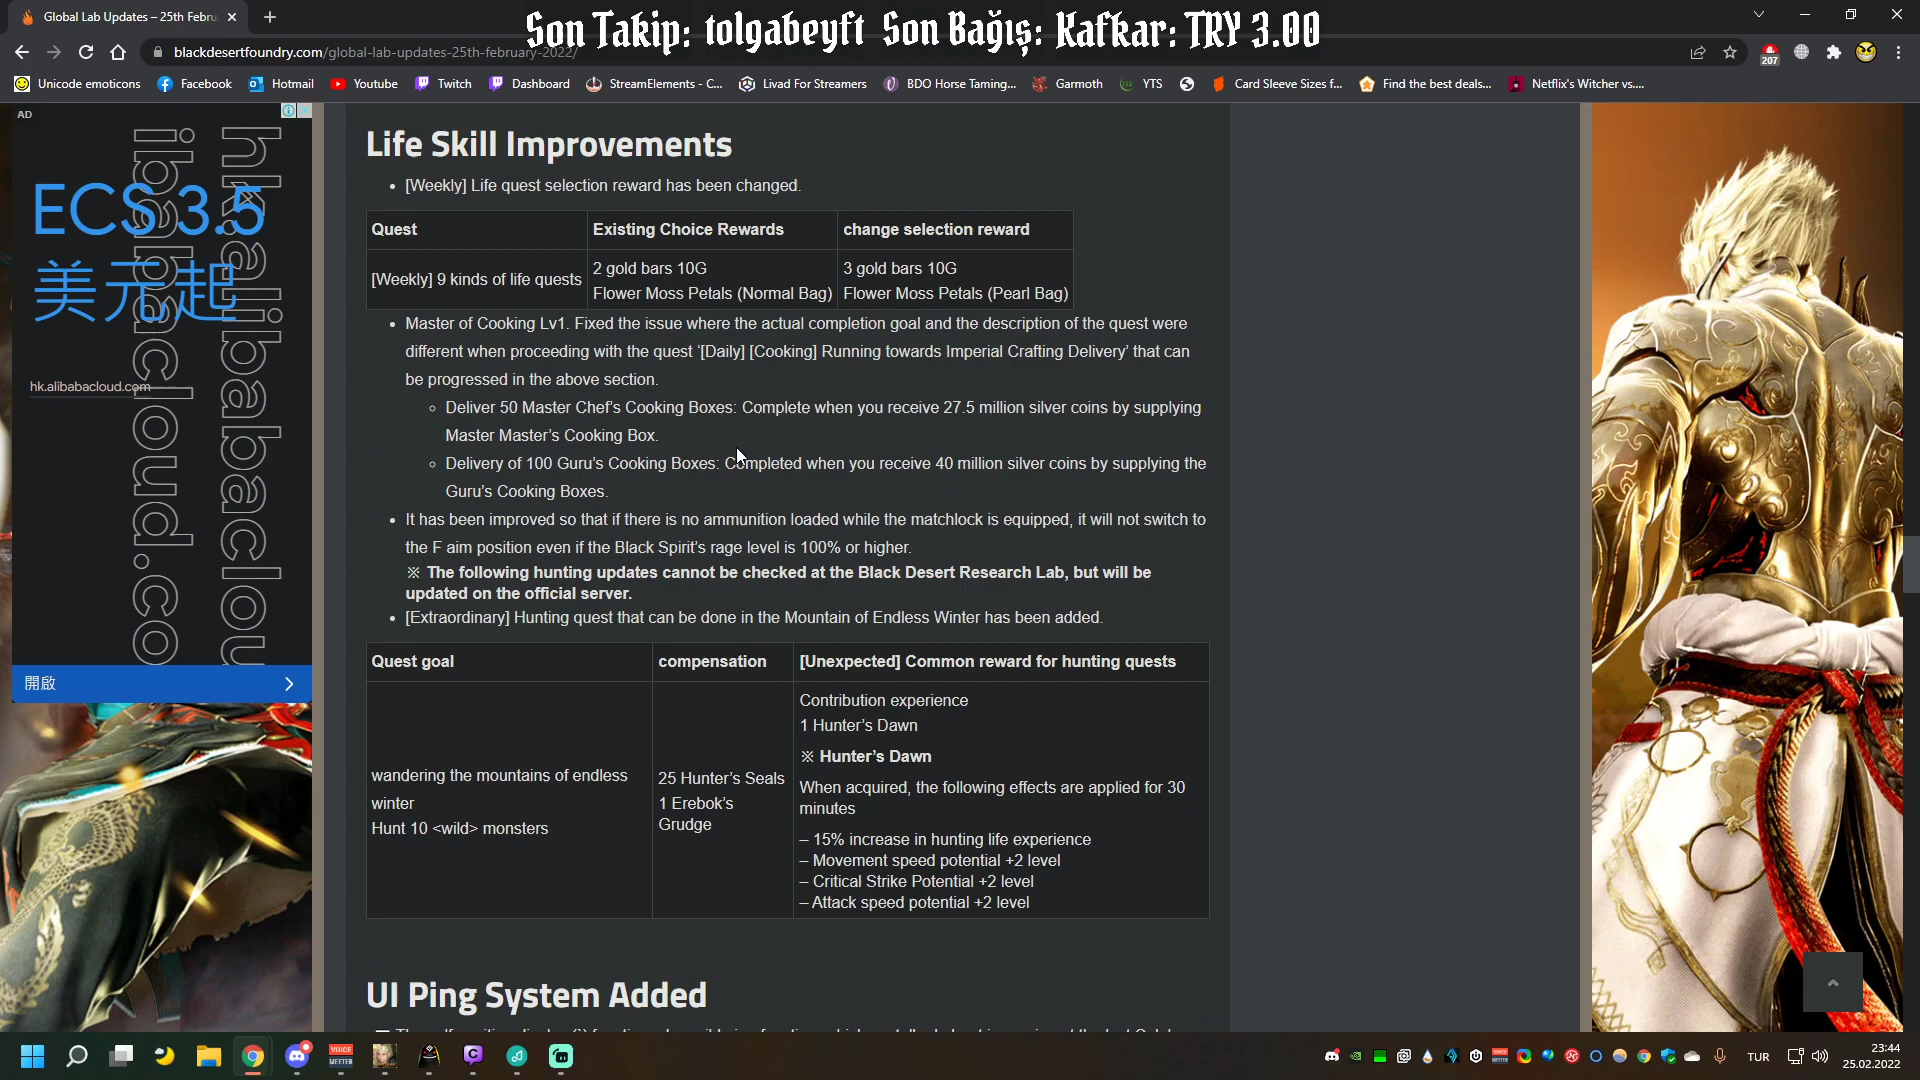 Global Lab Updates – 25th Febru
Son Takip: tolgabeyft Son Bağış: Kafkar: TRY 3.00
blackdesertfoundry.com/global-lab-updates-25th-february-2022/
207
Unicode emoticons
Facebook
Hotmail
Youtube
Twitch
Dashboard
StreamElements - C...
Livad For Streamers
BDO Horse Taming...
Garmoth
YTS
Card Sleeve Sizes f...
Find the best deals...
Netflix's Witcher vs....
AD
ECS 3.5
美元起
hk.alibabacloud.com
開啟
Life Skill Improvements
• [Weekly] Life quest selection reward has been changed.
Quest
Existing Choice Rewards
change selection reward
[Weekly] 9 kinds of life quests
2 gold bars 10G
Flower Moss Petals (Normal Bag)
3 gold bars 10G
Flower Moss Petals (Pearl Bag)
• Master of Cooking Lv1. Fixed the issue where the actual completion goal and the description of the quest were
different when proceeding with the quest ‘[Daily] [Cooking] Running towards Imperial Crafting Delivery’ that can
be progressed in the above section.
Deliver 50 Master Chef’s Cooking Boxes: Complete when you receive 27.5 million silver coins by supplying
Master Master’s Cooking Box.
Delivery of 100 Guru’s Cooking Boxes: Completed when you receive 40 million silver coins by supplying the
Guru’s Cooking Boxes.
• It has been improved so that if there is no ammunition loaded while the matchlock is equipped, it will not switch to
the F aim position even if the Black Spirit’s rage level is 100% or higher.
※ The following hunting updates cannot be checked at the Black Desert Research Lab, but will be
updated on the official server.
• [Extraordinary] Hunting quest that can be done in the Mountain of Endless Winter has been added.
Quest goal
compensation
[Unexpected] Common reward for hunting quests
wandering the mountains of endless
winter
Hunt 10 <wild> monsters
25 Hunter’s Seals
1 Erebok’s
Grudge
Contribution experience
1 Hunter’s Dawn
※ Hunter’s Dawn
When acquired, the following effects are applied for 30
minutes
– 15% increase in hunting life experience
– Movement speed potential +2 level
– Critical Strike Potential +2 level
– Attack speed potential +2 level
UI Ping System Added
VOICE
MEETER
TUR
23:44
25.02.2022